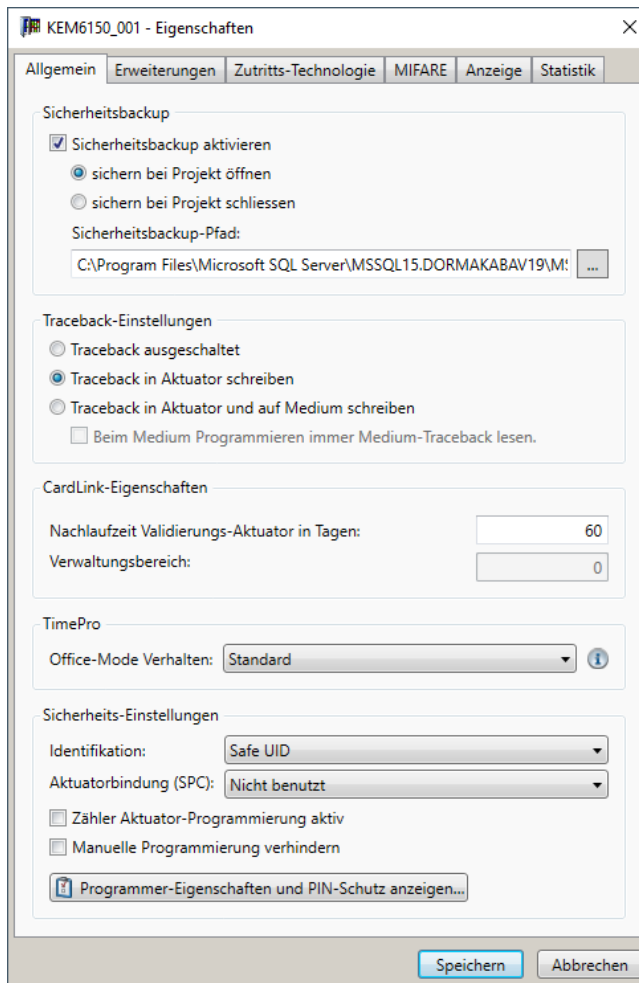 KEM6150_001 - Eigenschaften
Allgemein Erweiterungen Zutritts-Technologie MIFARE Anzeige Statistik
Sicherheitsbackup
Sicherheitsbackup aktivieren
sichern bei Projekt öffnen
sichern bei Projekt schliessen
Sicherheitsbackup-Pfad:
C:\Program Files\Microsoft SQL Server\MSSQL15.DORMAKABAV19\MS ...
Traceback-Einstellungen
Traceback ausgeschaltet
Traceback in Aktuator schreiben
Traceback in Aktuator und auf Medium schreiben
Beim Medium Programmieren immer Medium-Traceback lesen.
CardLink-Eigenschaften
Nachlaufzeit Validierungs-Aktuator in Tagen: 60
Verwaltungsbereich: 0
TimePro
Office-Mode Verhalten: Standard
Sicherheits-Einstellungen
Identifikation: Safe UID
Aktuatorbindung (SPC): Nicht benutzt
Zähler Aktuator-Programmierung aktiv
Manuelle Programmierung verhindern
Programmer-Eigenschaften und PIN-Schutz anzeigen...
Speichern Abbrechen